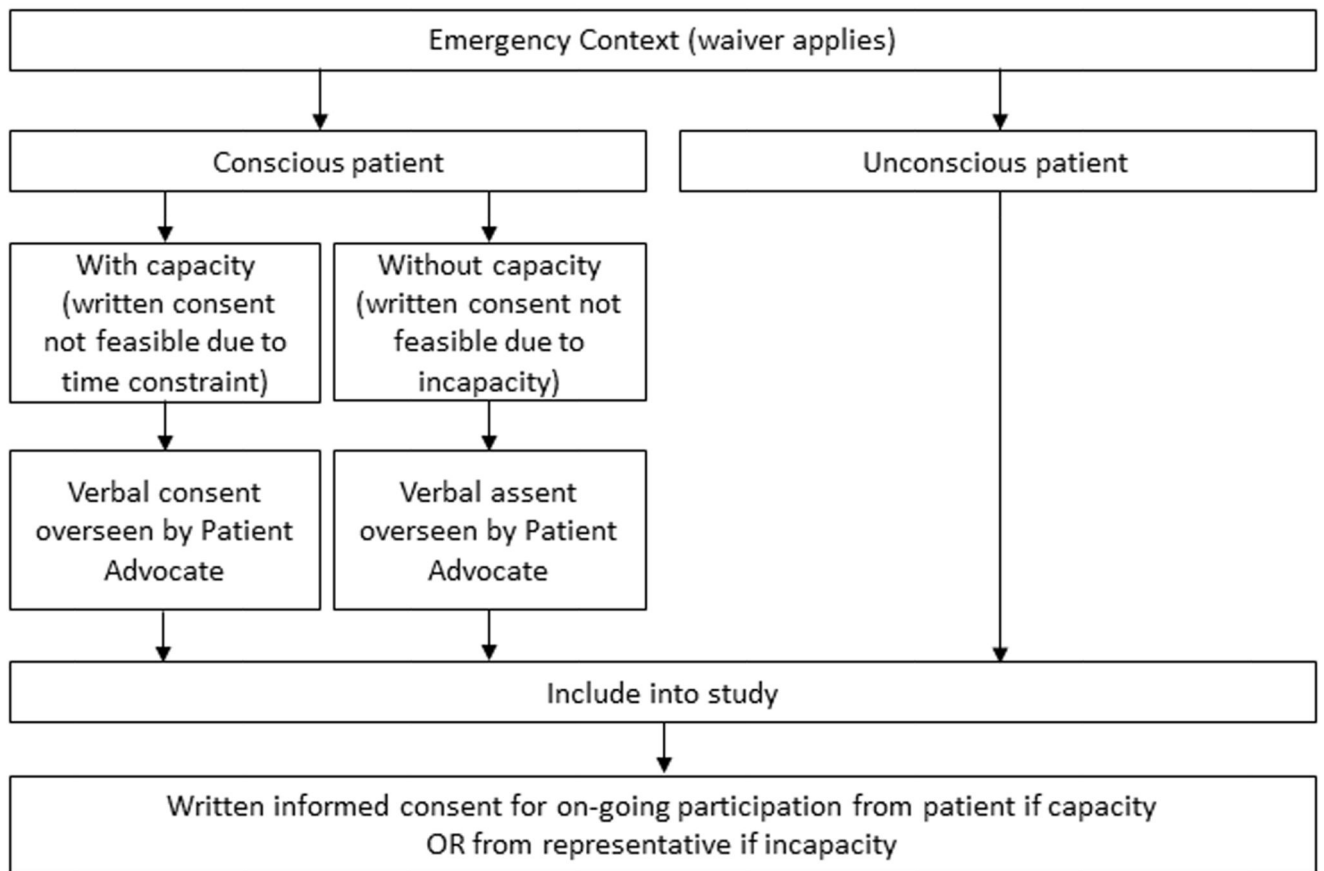 Emergency Context (waiver applies)
Conscious patient
Unconscious patient
With capacity
(written consent
not feasible due to
time constraint)
Without capacity
(written consent not
feasible due to
incapacity)
Verbal consent
overseen by Patient
Advocate
Verbal assent
overseen by Patient
Advocate
Include into study
Written informed consent for on-going participation from patient if capacity
OR from representative if incapacity